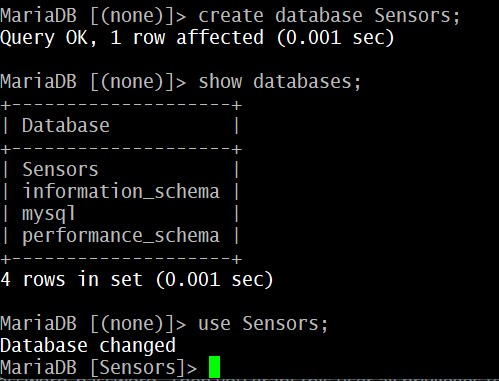 MariaDB [(none)]> create database Sensors;
Query OK, 1 row affected (0.001 sec)
MariaDB [(none)]> show databases;
+--------------------+
| Database           |
+--------------------+
| Sensors            |
| information_schema |
| mysql              |
| performance_schema |
+--------------------+
4 rows in set (0.001 sec)
MariaDB [(none)]> use Sensors;
Database changed
MariaDB [Sensors]>